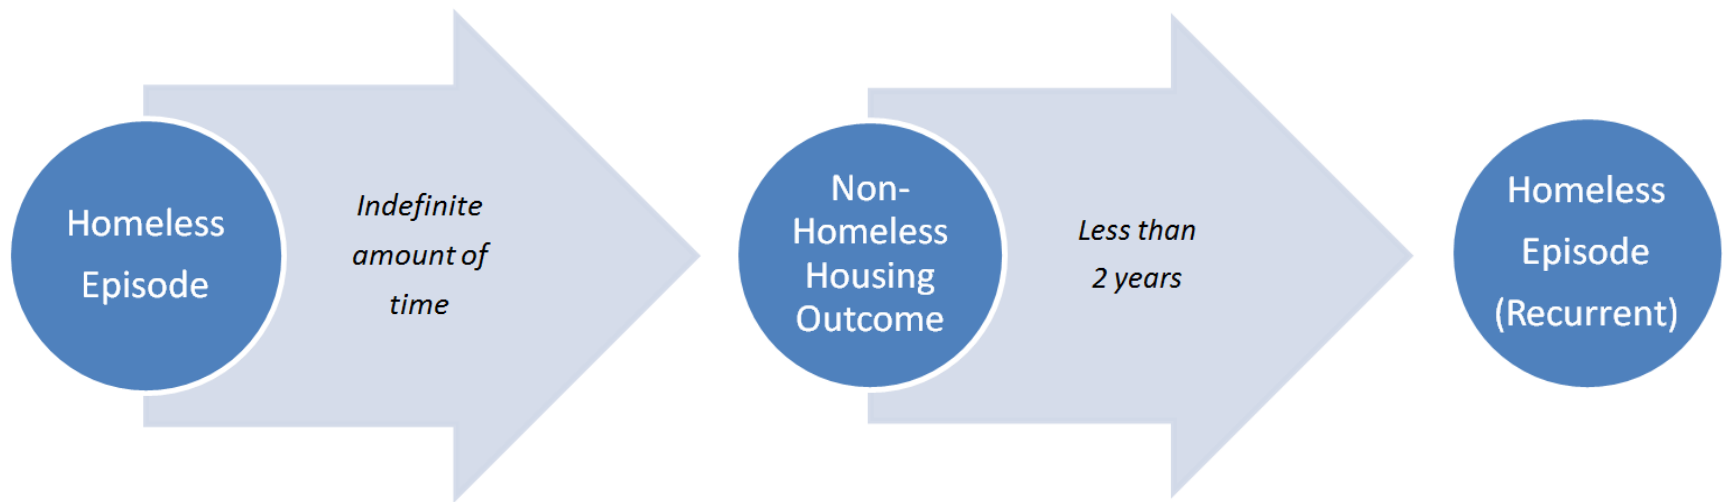 Homeless
Episode
Indefinite
amount of
time
Non-
Homeless
Housing
Outcome
Less than
2 years
Homeless
Episode
(Recurrent)